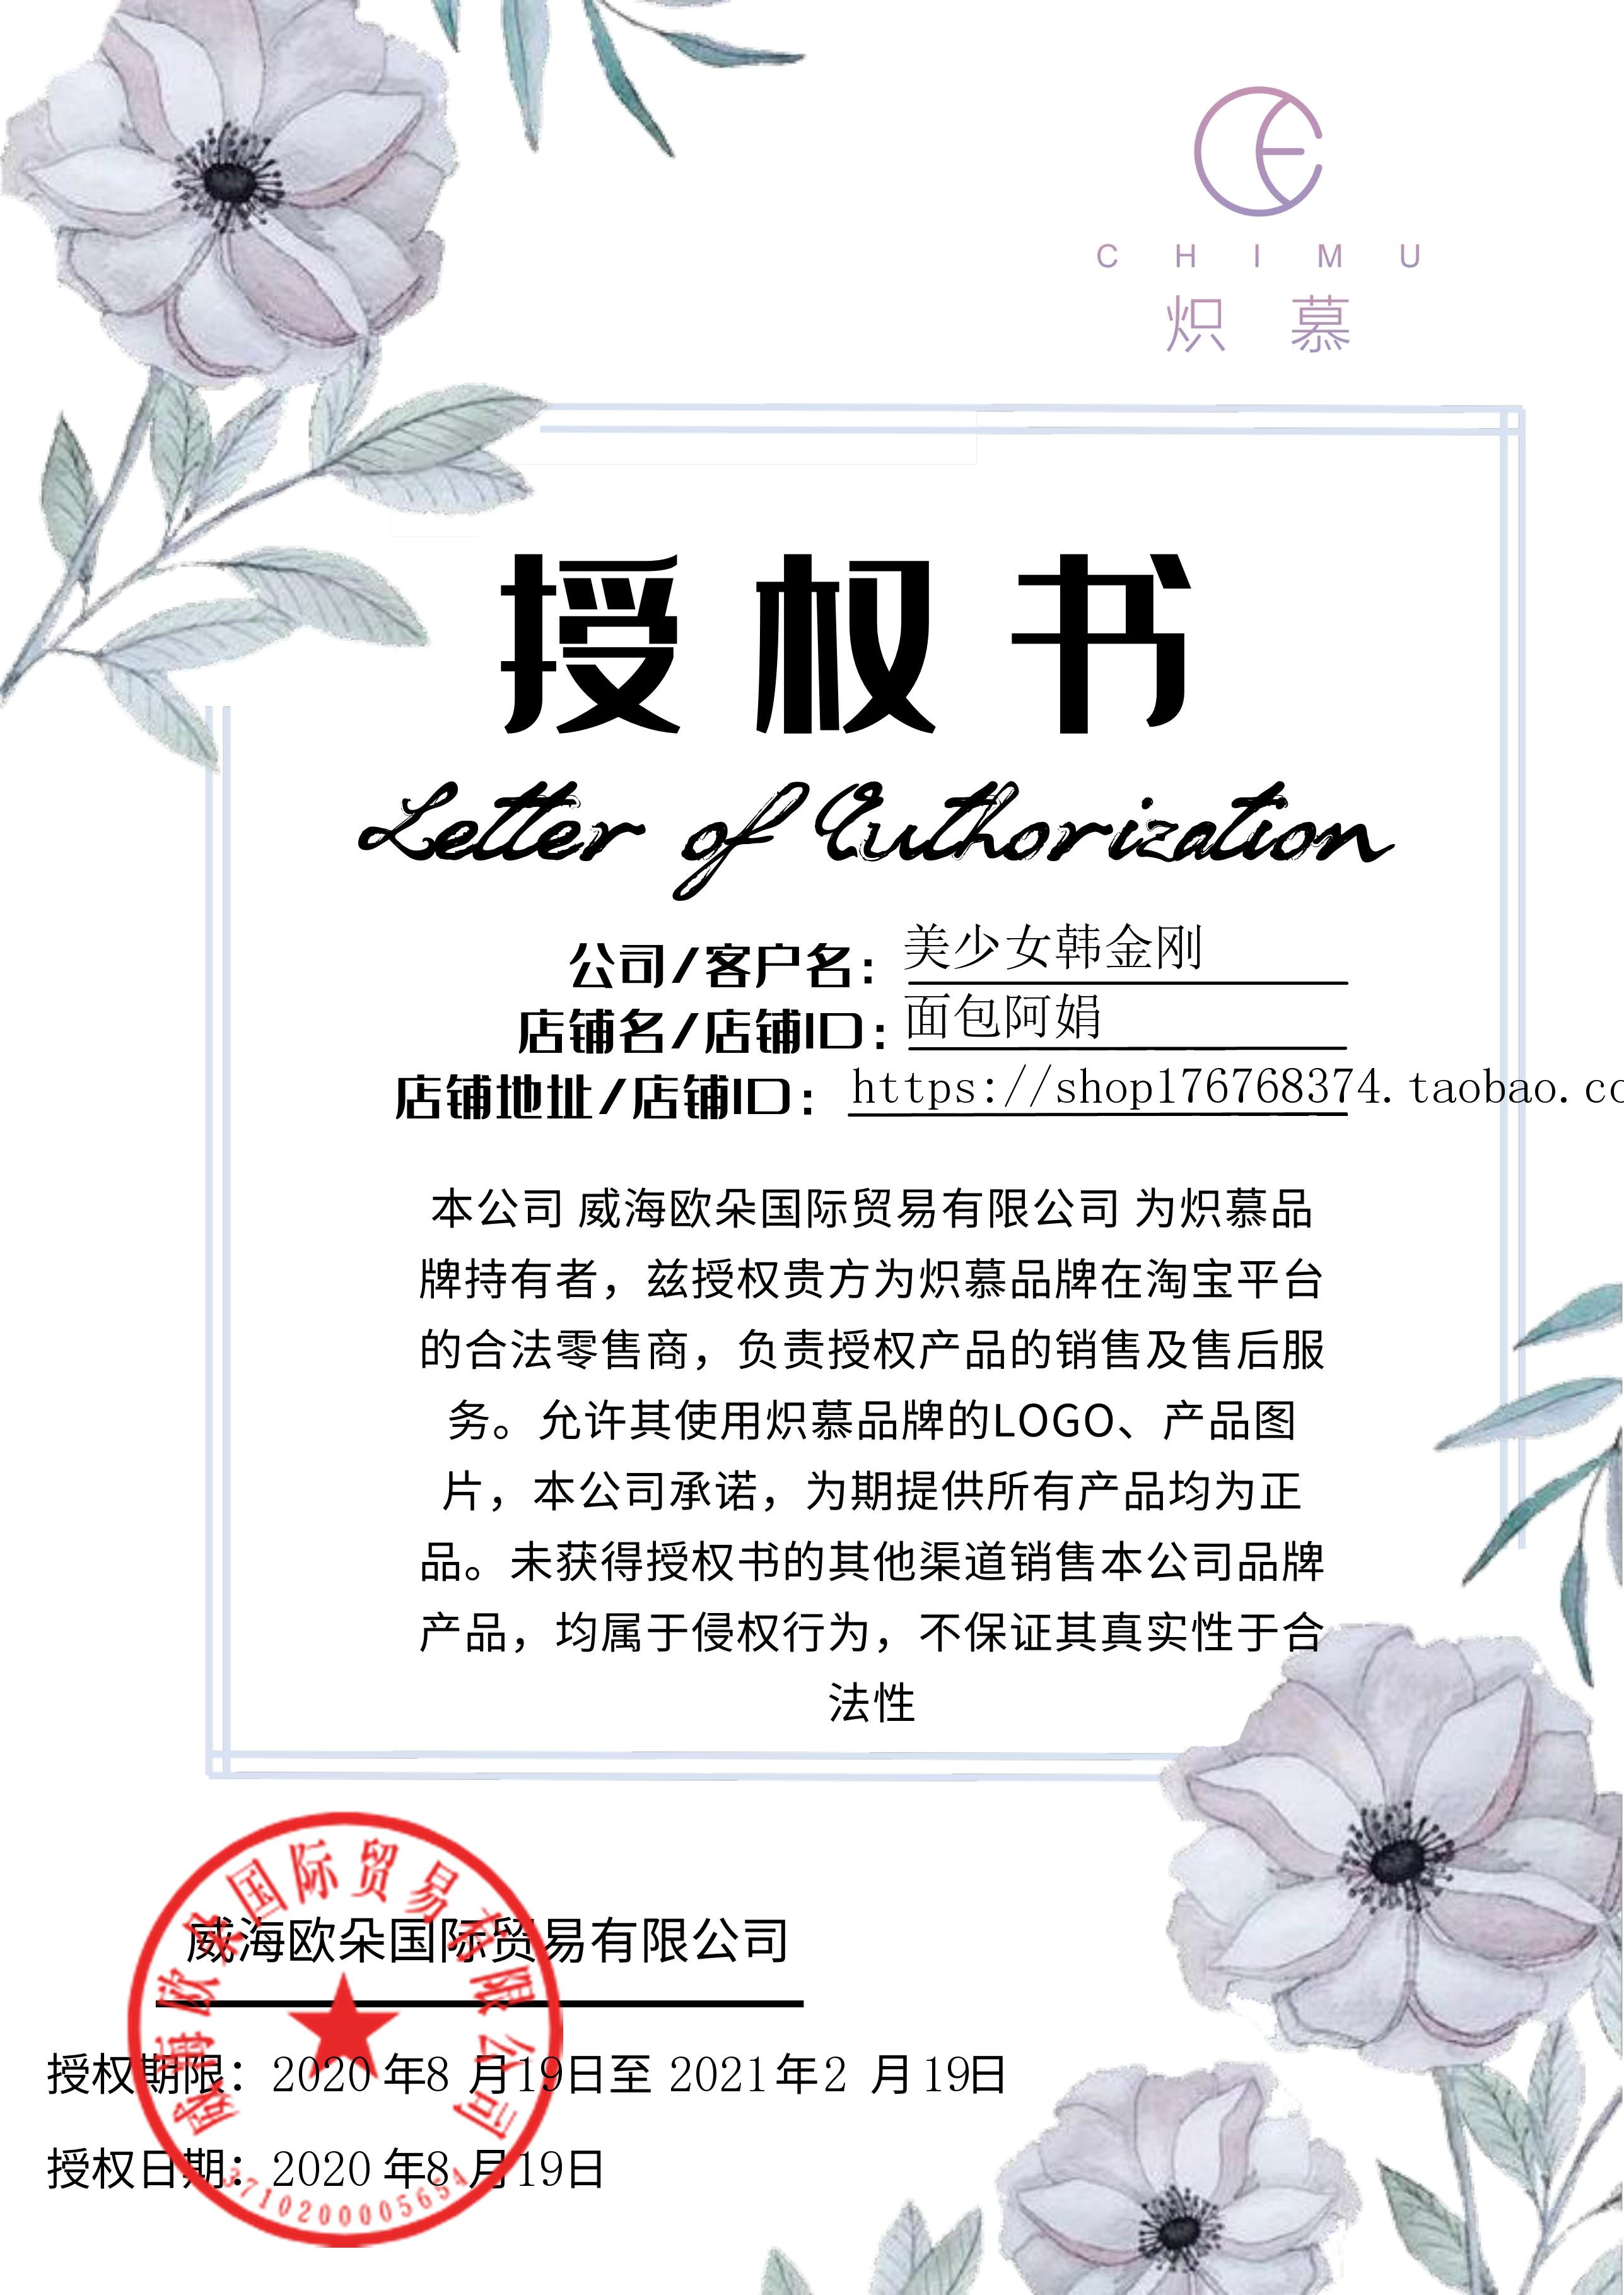 CHIMU
炽慕
授权书
Letter of Authorization
公司/客户名：美少女韩金刚
店铺名/店铺ID：面包阿娟
店铺地址/店铺ID：https://shop176768374.taobao.co
本公司 威海欧朵国际贸易有限公司 为炽慕品
牌持有者，兹授权贵方为炽慕品牌在淘宝平台
的合法零售商，负责授权产品的销售及售后服
务。允许其使用炽慕品牌的LOGO、产品图
片，本公司承诺，为期提供所有产品均为正
品。未获得授权书的其他渠道销售本公司品牌
产品，均属于侵权行为，不保证其真实性于合
法性
威海欧朵国际贸易有限公司
威海欧朵国际贸易有限公司
授权期限：2020 年8 月19日至 2021年2 月19日
授权日期：2020 年8 月19日
3710200005654